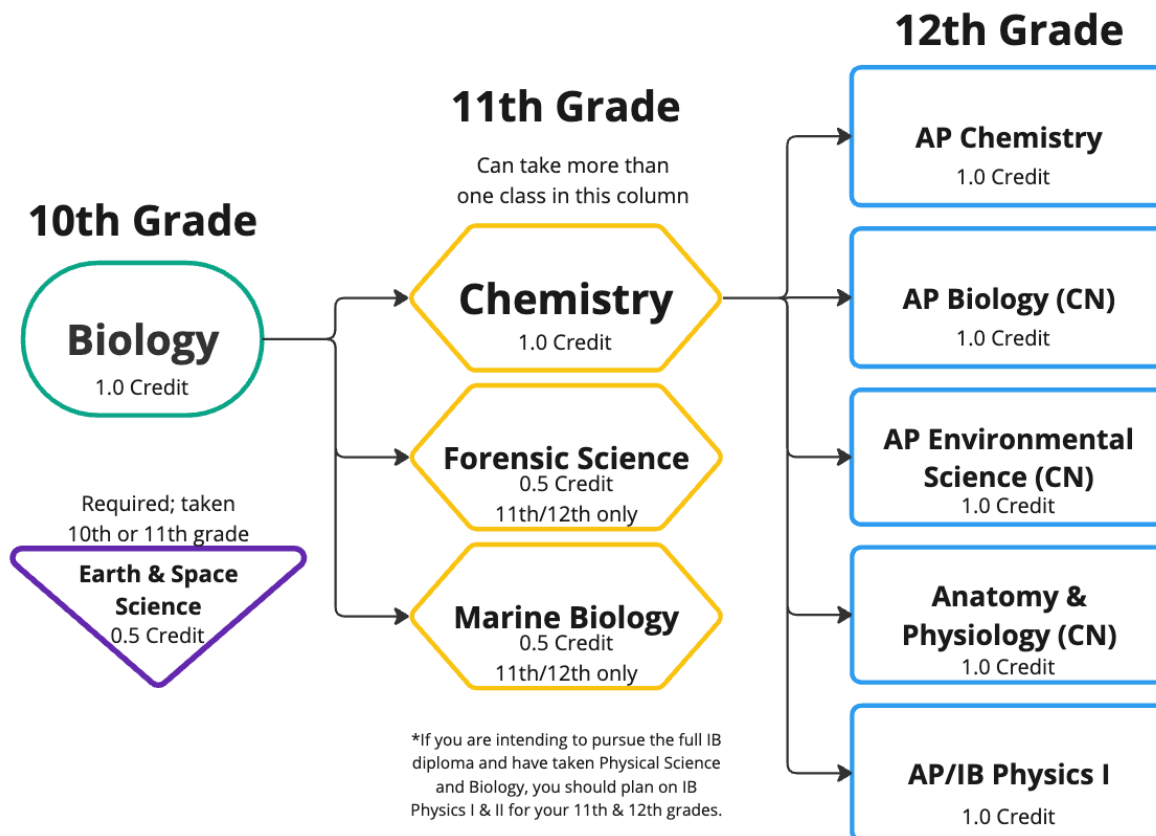 10th Grade
Biology
1.0 Credit
Required; taken
10th or 11th grade
Earth & Space
Science
0.5 Credit
11th Grade
Can take more than
one class in this column
Chemistry
1.0 Credit
Forensic Science
0.5 Credit
11th/12th only
Marine Biology
0.5 Credit
11th/12th only
*If you are intending to pursue the full IB
diploma and have taken Physical Science
and Biology, you should plan on IB
Physics I & II for your 11th & 12th grades.
12th Grade
AP Chemistry
1.0 Credit
AP Biology (CN)
1.0 Credit
AP Environmental
Science (CN)
1.0 Credit
Anatomy &
Physiology (CN)
1.0 Credit
AP/IB Physics I
1.0 Credit